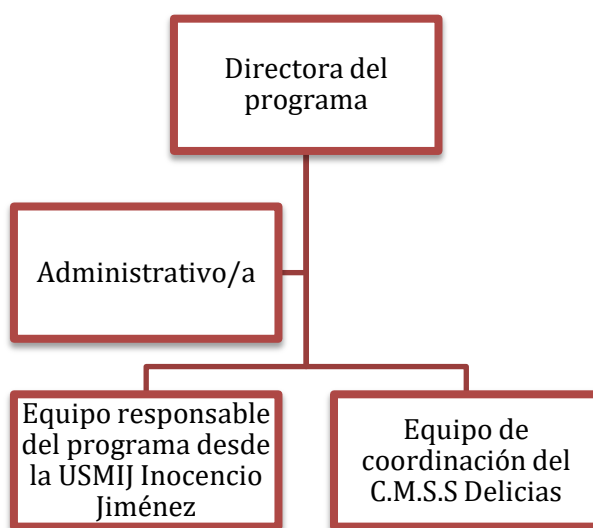 Directora del
programa
Administrativo/a
Equipo responsable
del programa desde
la USMIJ Inocencio
Jiménez
Equipo de
coordinación del
C.M.S.S Delicias